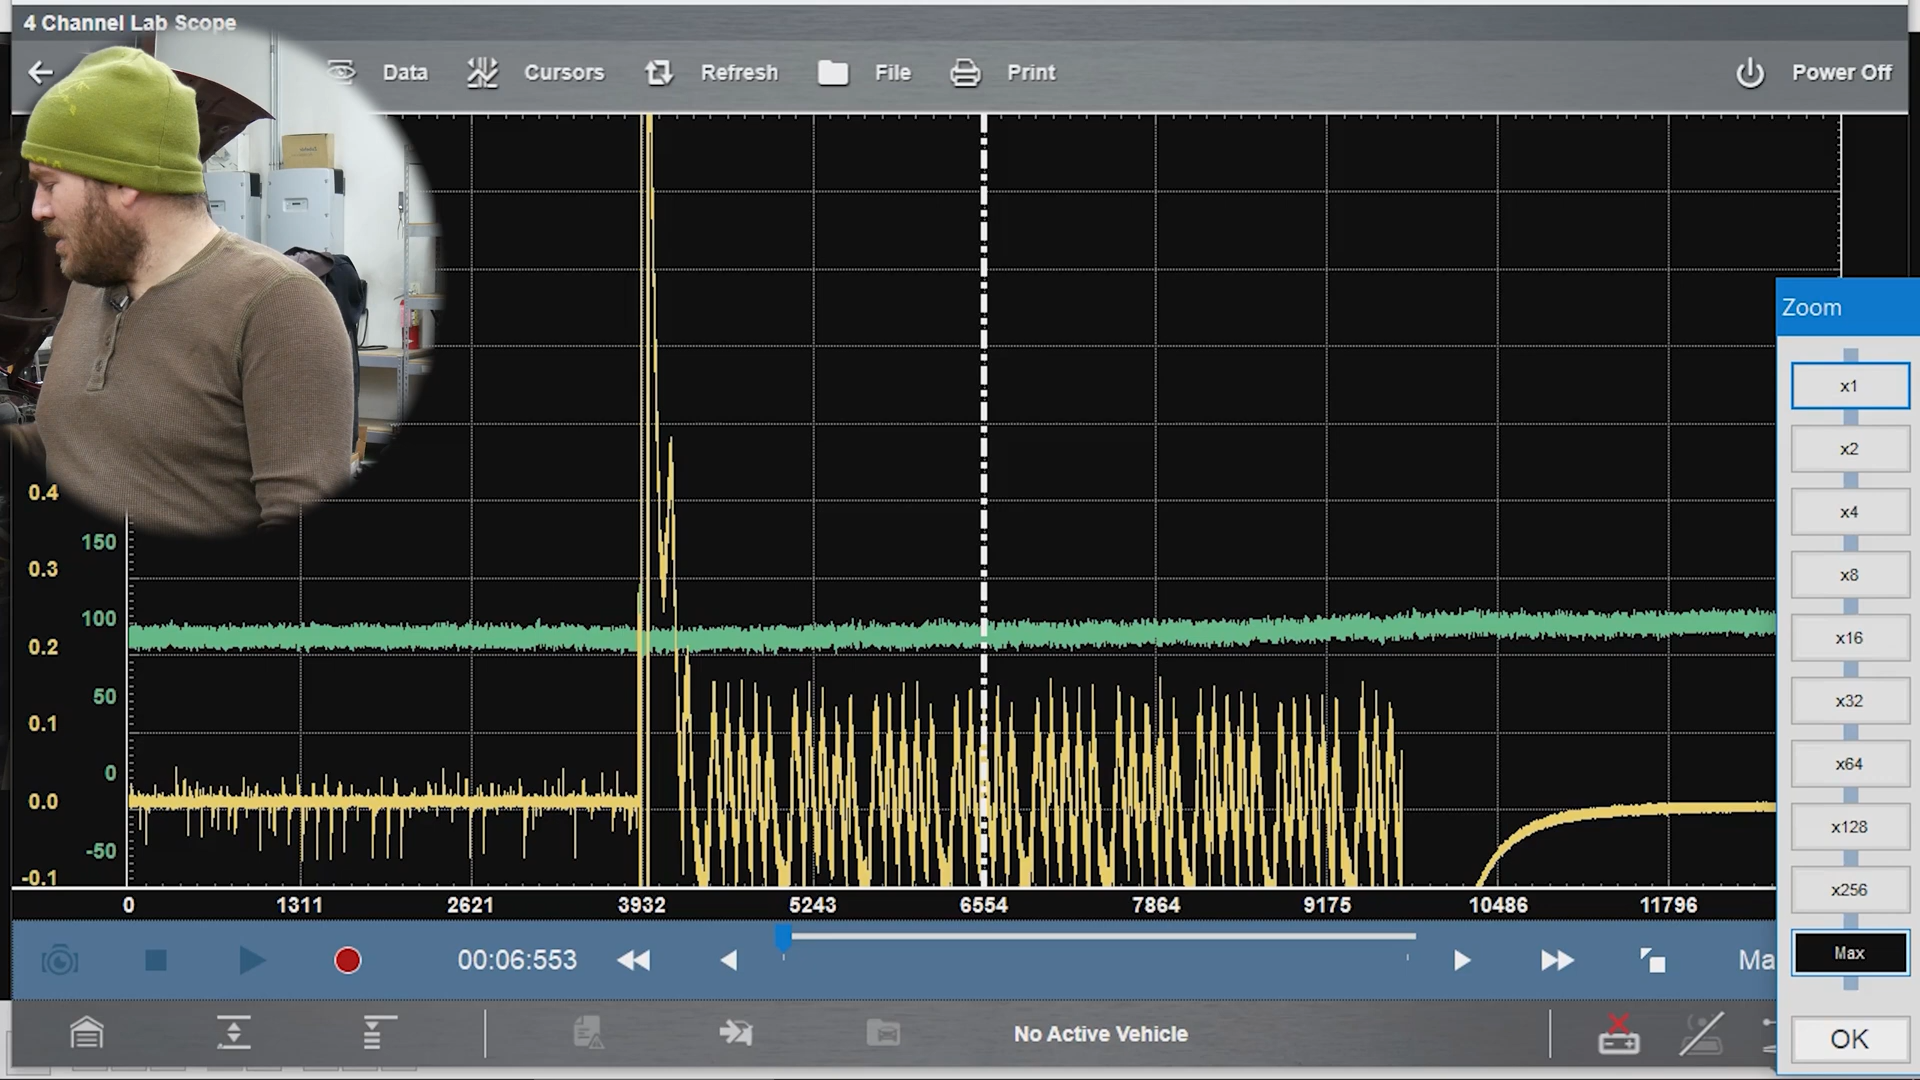 4 Channel Lab Scope
Data
Cursors
Refresh
File
Print
Power Off
Zoom
x1
x2
x4
x8
x16
x32
x64
x128
x256
Max
OK
0.4
150
0.3
100
0.2
50
0.1
0
0.0
-50
-0.1
0 1311 2621 3932 5243 6554 7864 9175 10486 11796
00:06:553
Ma
No Active Vehicle